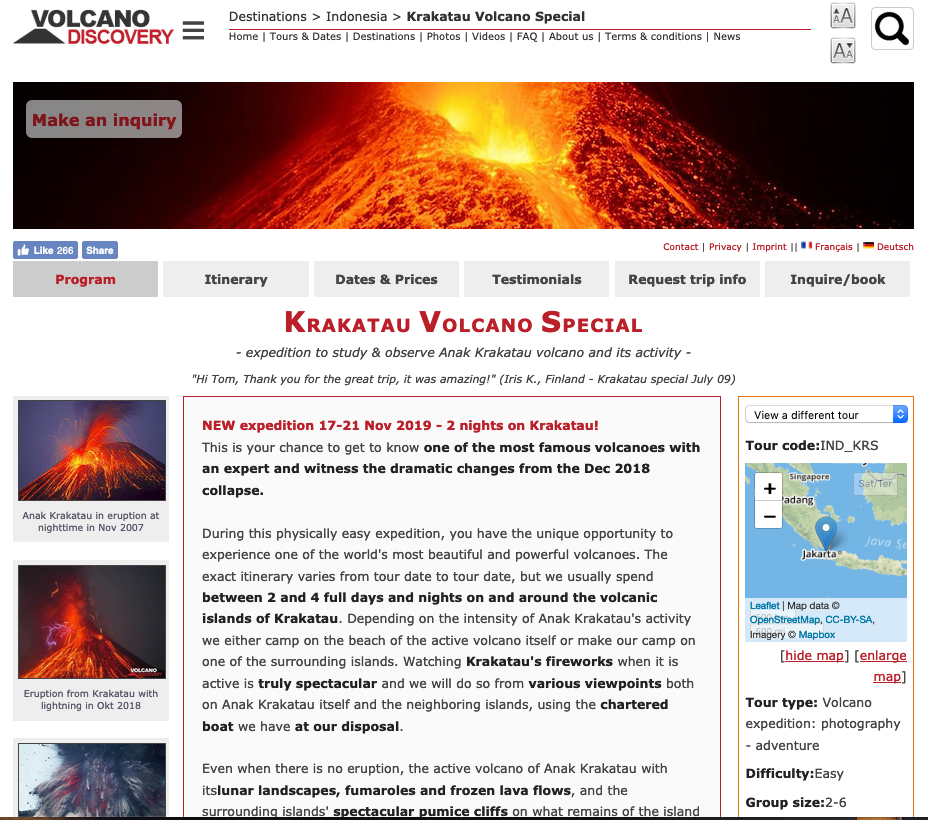 VOLCANO
DISCOVERY
Destinations > Indonesia > Krakatau Volcano Special
Home | Tours & Dates | Destinations | Photos | Videos | FAQ | About us | Terms & conditions | News
AA
AA
Make an inquiry
Like 266 Share
Contact | Privacy | Imprint || Français | Deutsch
Program Itinerary Dates & Prices Testimonials Request trip info Inquire/book
Krakatau Volcano Special
- expedition to study & observe Anak Krakatau volcano and its activity -
"Hi Tom, Thank you for the great trip, it was amazing!" (Iris K., Finland - Krakatau special July 09)
Anak Krakatau in eruption at
nighttime in Nov 2007
VOLCANO
Eruption from Krakatau with
lightning in Okt 2018
NEW expedition 17-21 Nov 2019 - 2 nights on Krakatau!
This is your chance to get to know one of the most famous volcanoes with
an expert and witness the dramatic changes from the Dec 2018
collapse.
During this physically easy expedition, you have the unique opportunity to
experience one of the world's most beautiful and powerful volcanoes. The
exact itinerary varies from tour date to tour date, but we usually spend
between 2 and 4 full days and nights on and around the volcanic
islands of Krakatau. Depending on the intensity of Anak Krakatau's activity
we either camp on the beach of the active volcano itself or make our camp on
one of the surrounding islands. Watching Krakatau's fireworks when it is
active is truly spectacular and we will do so from various viewpoints both
on Anak Krakatau itself and the neighboring islands, using the chartered
boat we have at our disposal.
Even when there is no eruption, the active volcano of Anak Krakatau with
itslunar landscapes, fumaroles and frozen lava flows, and the
surrounding islands' spectacular pumice cliffs on what remains of the island
View a different tour
Tour code:IND_KRS
+
−
Singapore
Sat/Ter
Padang
Java Se
Jakarta
Leaflet | Map data ©
OpenStreetMap, CC-BY-SA,
Imagery © Mapbox
[hide map] [enlarge
map]
Tour type: Volcano
expedition: photography
- adventure
Difficulty:Easy
Group size:2-6